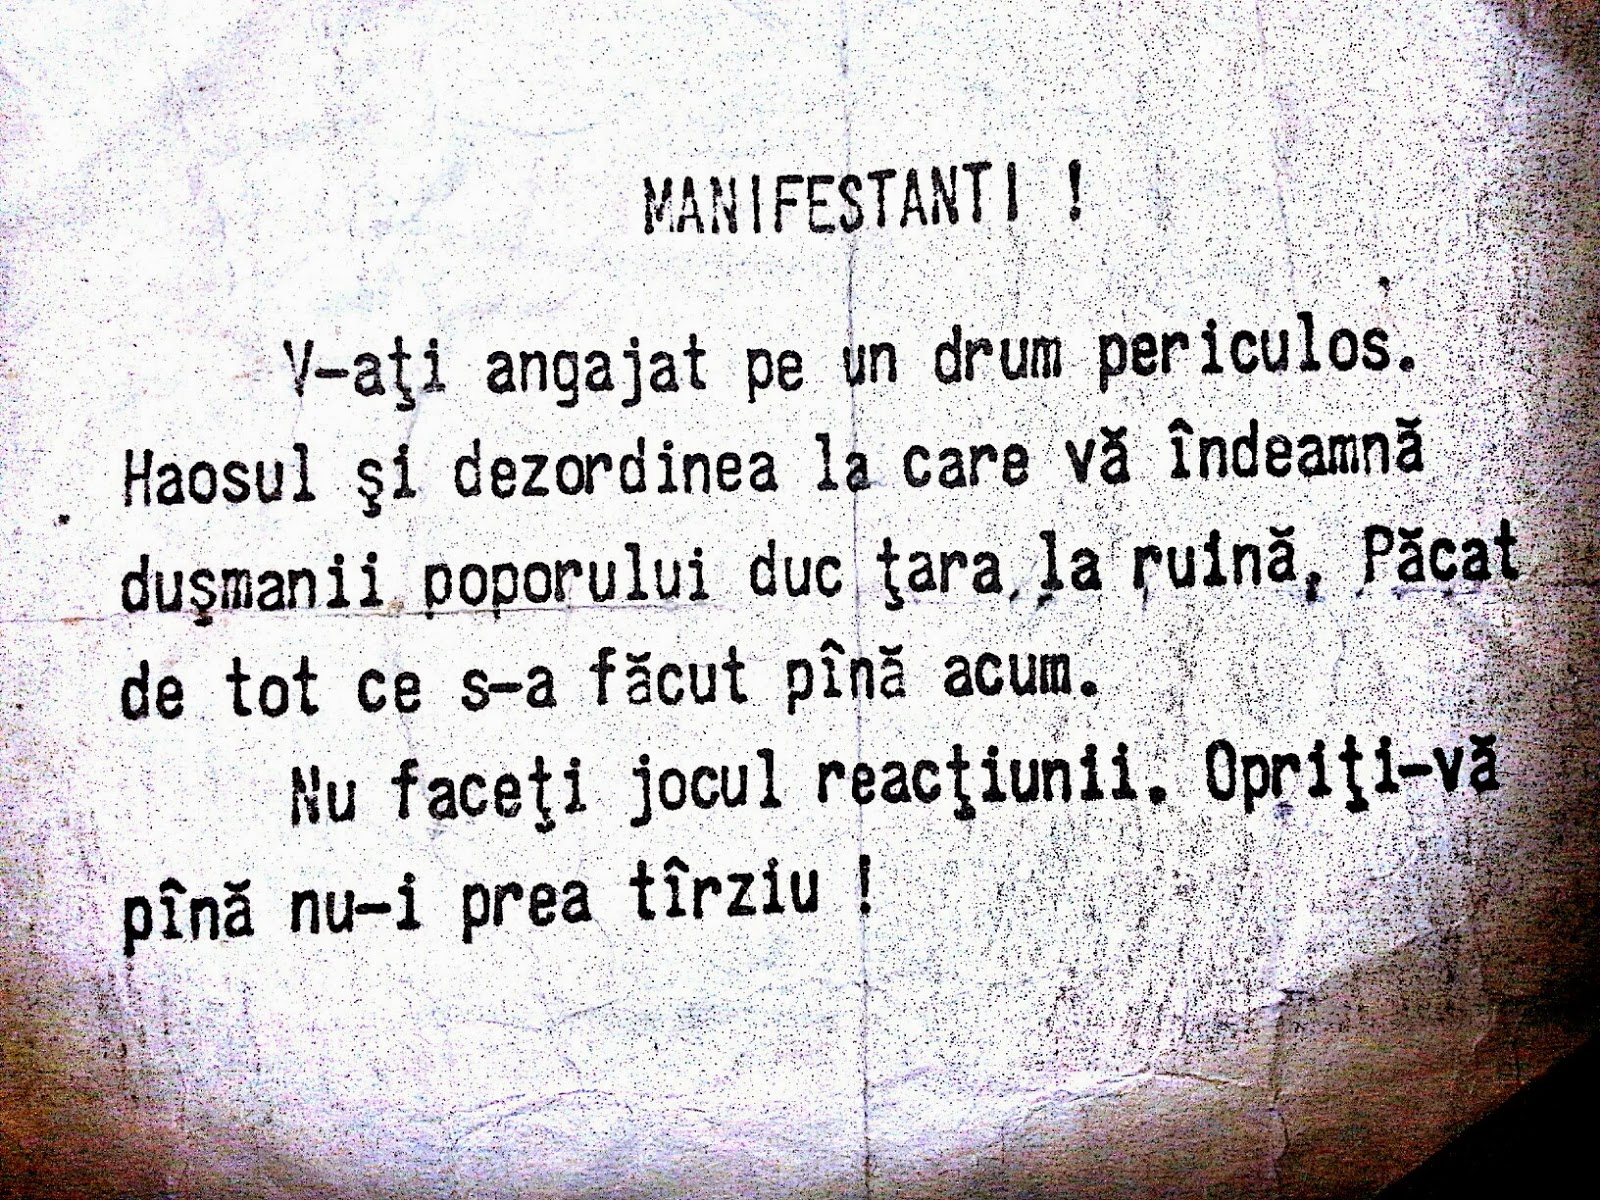 MANIFESTANTI !
V-aţi angajat pe un drum periculos.
Haosul şi dezordinea la care vă îndeamnă
duşmanii poporului duc ţara la ruină, Păcat
de tot ce s-a făcut pînă acum.
Nu faceţi jocul reacţiunii. Opriţi-vă
pînă nu-i prea tîrziu !